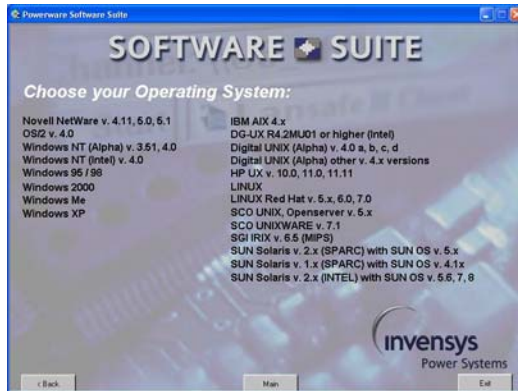 Powerware Software Suite
SOFTWARE SUITE
Choose your Operating System:
Novell NetWare v. 4.11, 5.0, 5.1
OS/2 v. 4.0
Windows NT (Alpha) v. 3.51, 4.0
Windows NT (Intel) v. 4.0
Windows 95 / 98
Windows 2000
Windows Me
Windows XP
IBM AIX 4.x
DG-UX R4.2MU01 or higher (Intel)
Digital UNIX (Alpha) v. 4.0 a, b, c, d
Digital UNIX (Alpha) other v. 4.x versions
HP UX v. 10.0, 11.0, 11.11
LINUX
LINUX Red Hat v. 5.x, 6.0, 7.0
SCO UNIX, Openserver v. 5.x
SCO UNIXWARE v. 7.1
SGI IRIX v. 6.5 (MIPS)
SUN Solaris v. 2.x (SPARC) with SUN OS v. 5.x
SUN Solaris v. 1.x (SPARC) with SUN OS v. 4.1x
SUN Solaris v. 2.x (INTEL) with SUN OS v. 5.6, 7, 8
invensys
Power Systems
< Back
Main
Exit